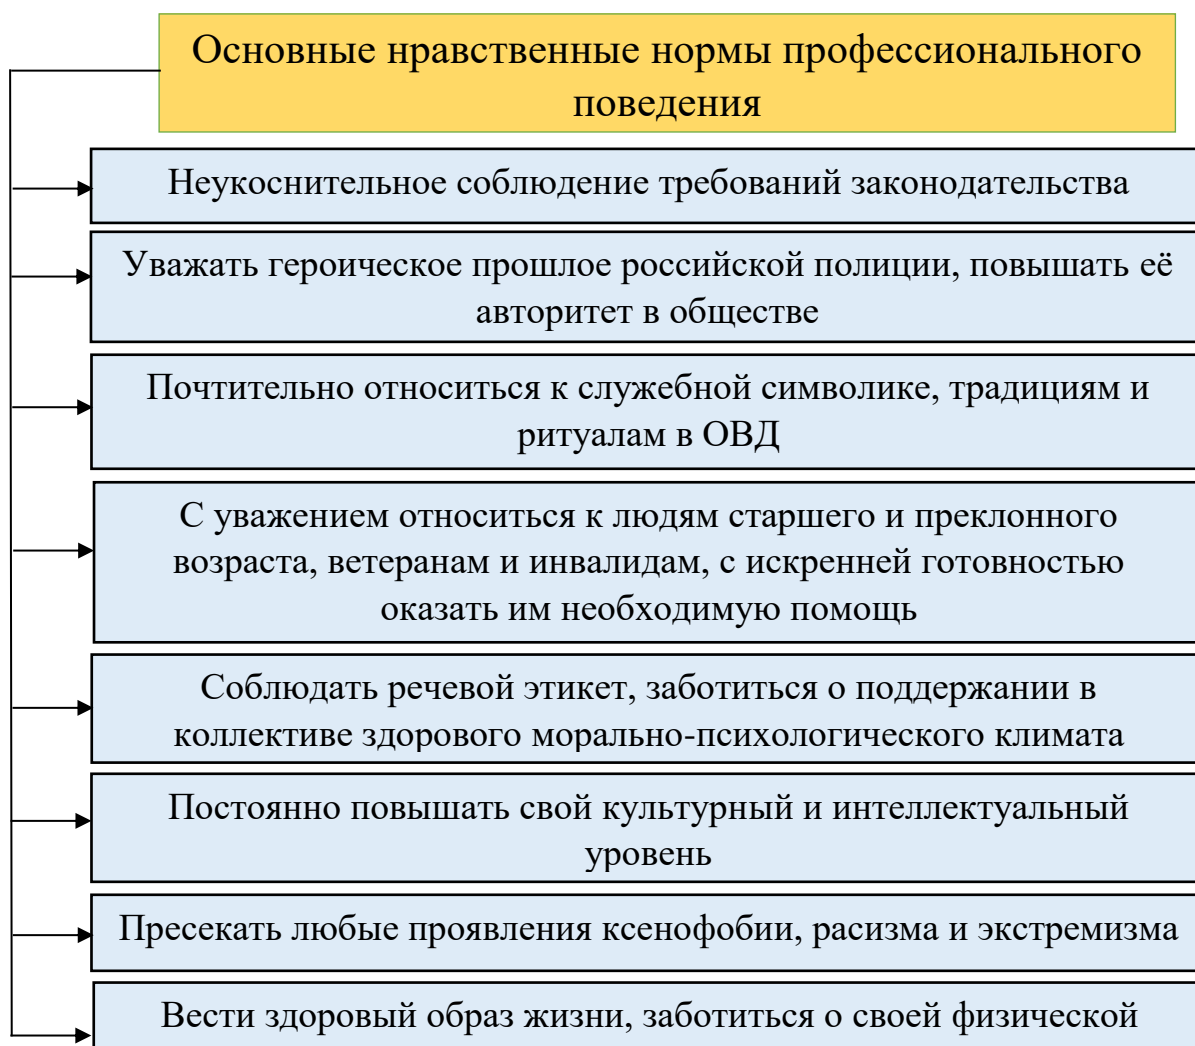 Основные нравственные нормы профессионального
поведения
Неукоснительное соблюдение требований законодательства
Уважать героическое прошлое российской полиции, повышать её
авторитет в обществе
Почтительно относиться к служебной символике, традициям и
ритуалам в ОВД
С уважением относиться к людям старшего и преклонного
возраста, ветеранам и инвалидам, с искренней готовностью
оказать им необходимую помощь
Соблюдать речевой этикет, заботиться о поддержании в
коллективе здорового морально-психологического климата
Постоянно повышать свой культурный и интеллектуальный
уровень
Пресекать любые проявления ксенофобии, расизма и экстремизма
Вести здоровый образ жизни, заботиться о своей физической